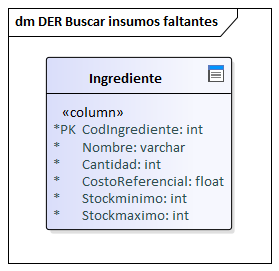 dm DER Buscar insumos faltantes
Ingrediente
«column»
*PK CodIngrediente: int
* Nombre: varchar
* Cantidad: int
* CostoReferencial: float
* Stockminimo: int
* Stockmaximo: int